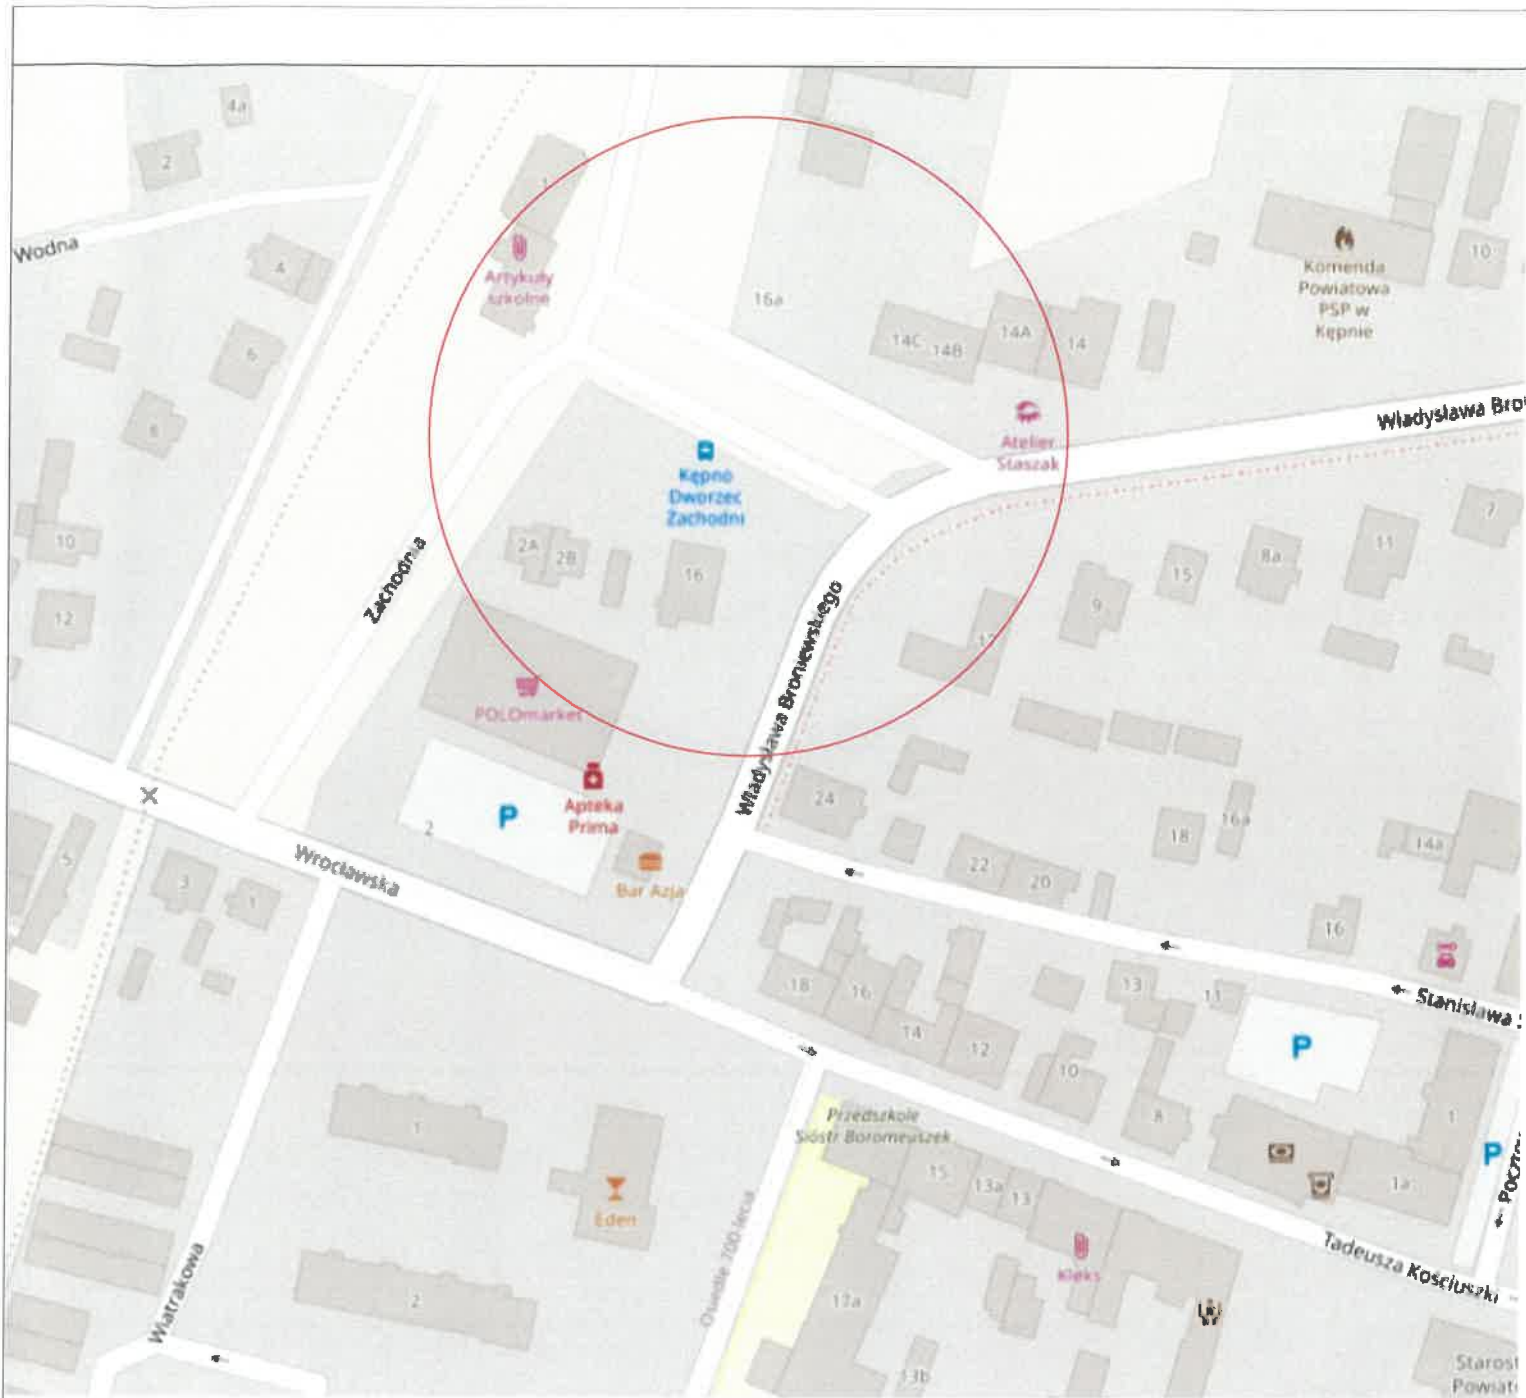 4a
2
Wodna
4
6
6
10
12
1
Artykuły
szkolne
16a
14C
14B
14A
14
Komenda
Powiatowa
PSP w
Kępnie
10
Atelier
Staszak
Władysława Bro
Kępno
Dworzec
Zachodni
2A
2B
16
Zachodnia
Władysława Broniewskiego
7
11
8a
15
9
17
POLOmarket
Apteka
Prima
P
2
Bar Azja
Wrocławska
24
22
20
18
16a
14a
16
5
3
1
18
16
14
12
10
8
13
11
P
Stanisława
1
P
Poczto
1a
Przedszkole
Sióstr Boromeuszek
15
13a
13
Kleks
Tadeusza Kościuszki
17a
13b
Osiedle 700-lecia
1
Eden
2
Wiatrakowa
Starost
Powiat